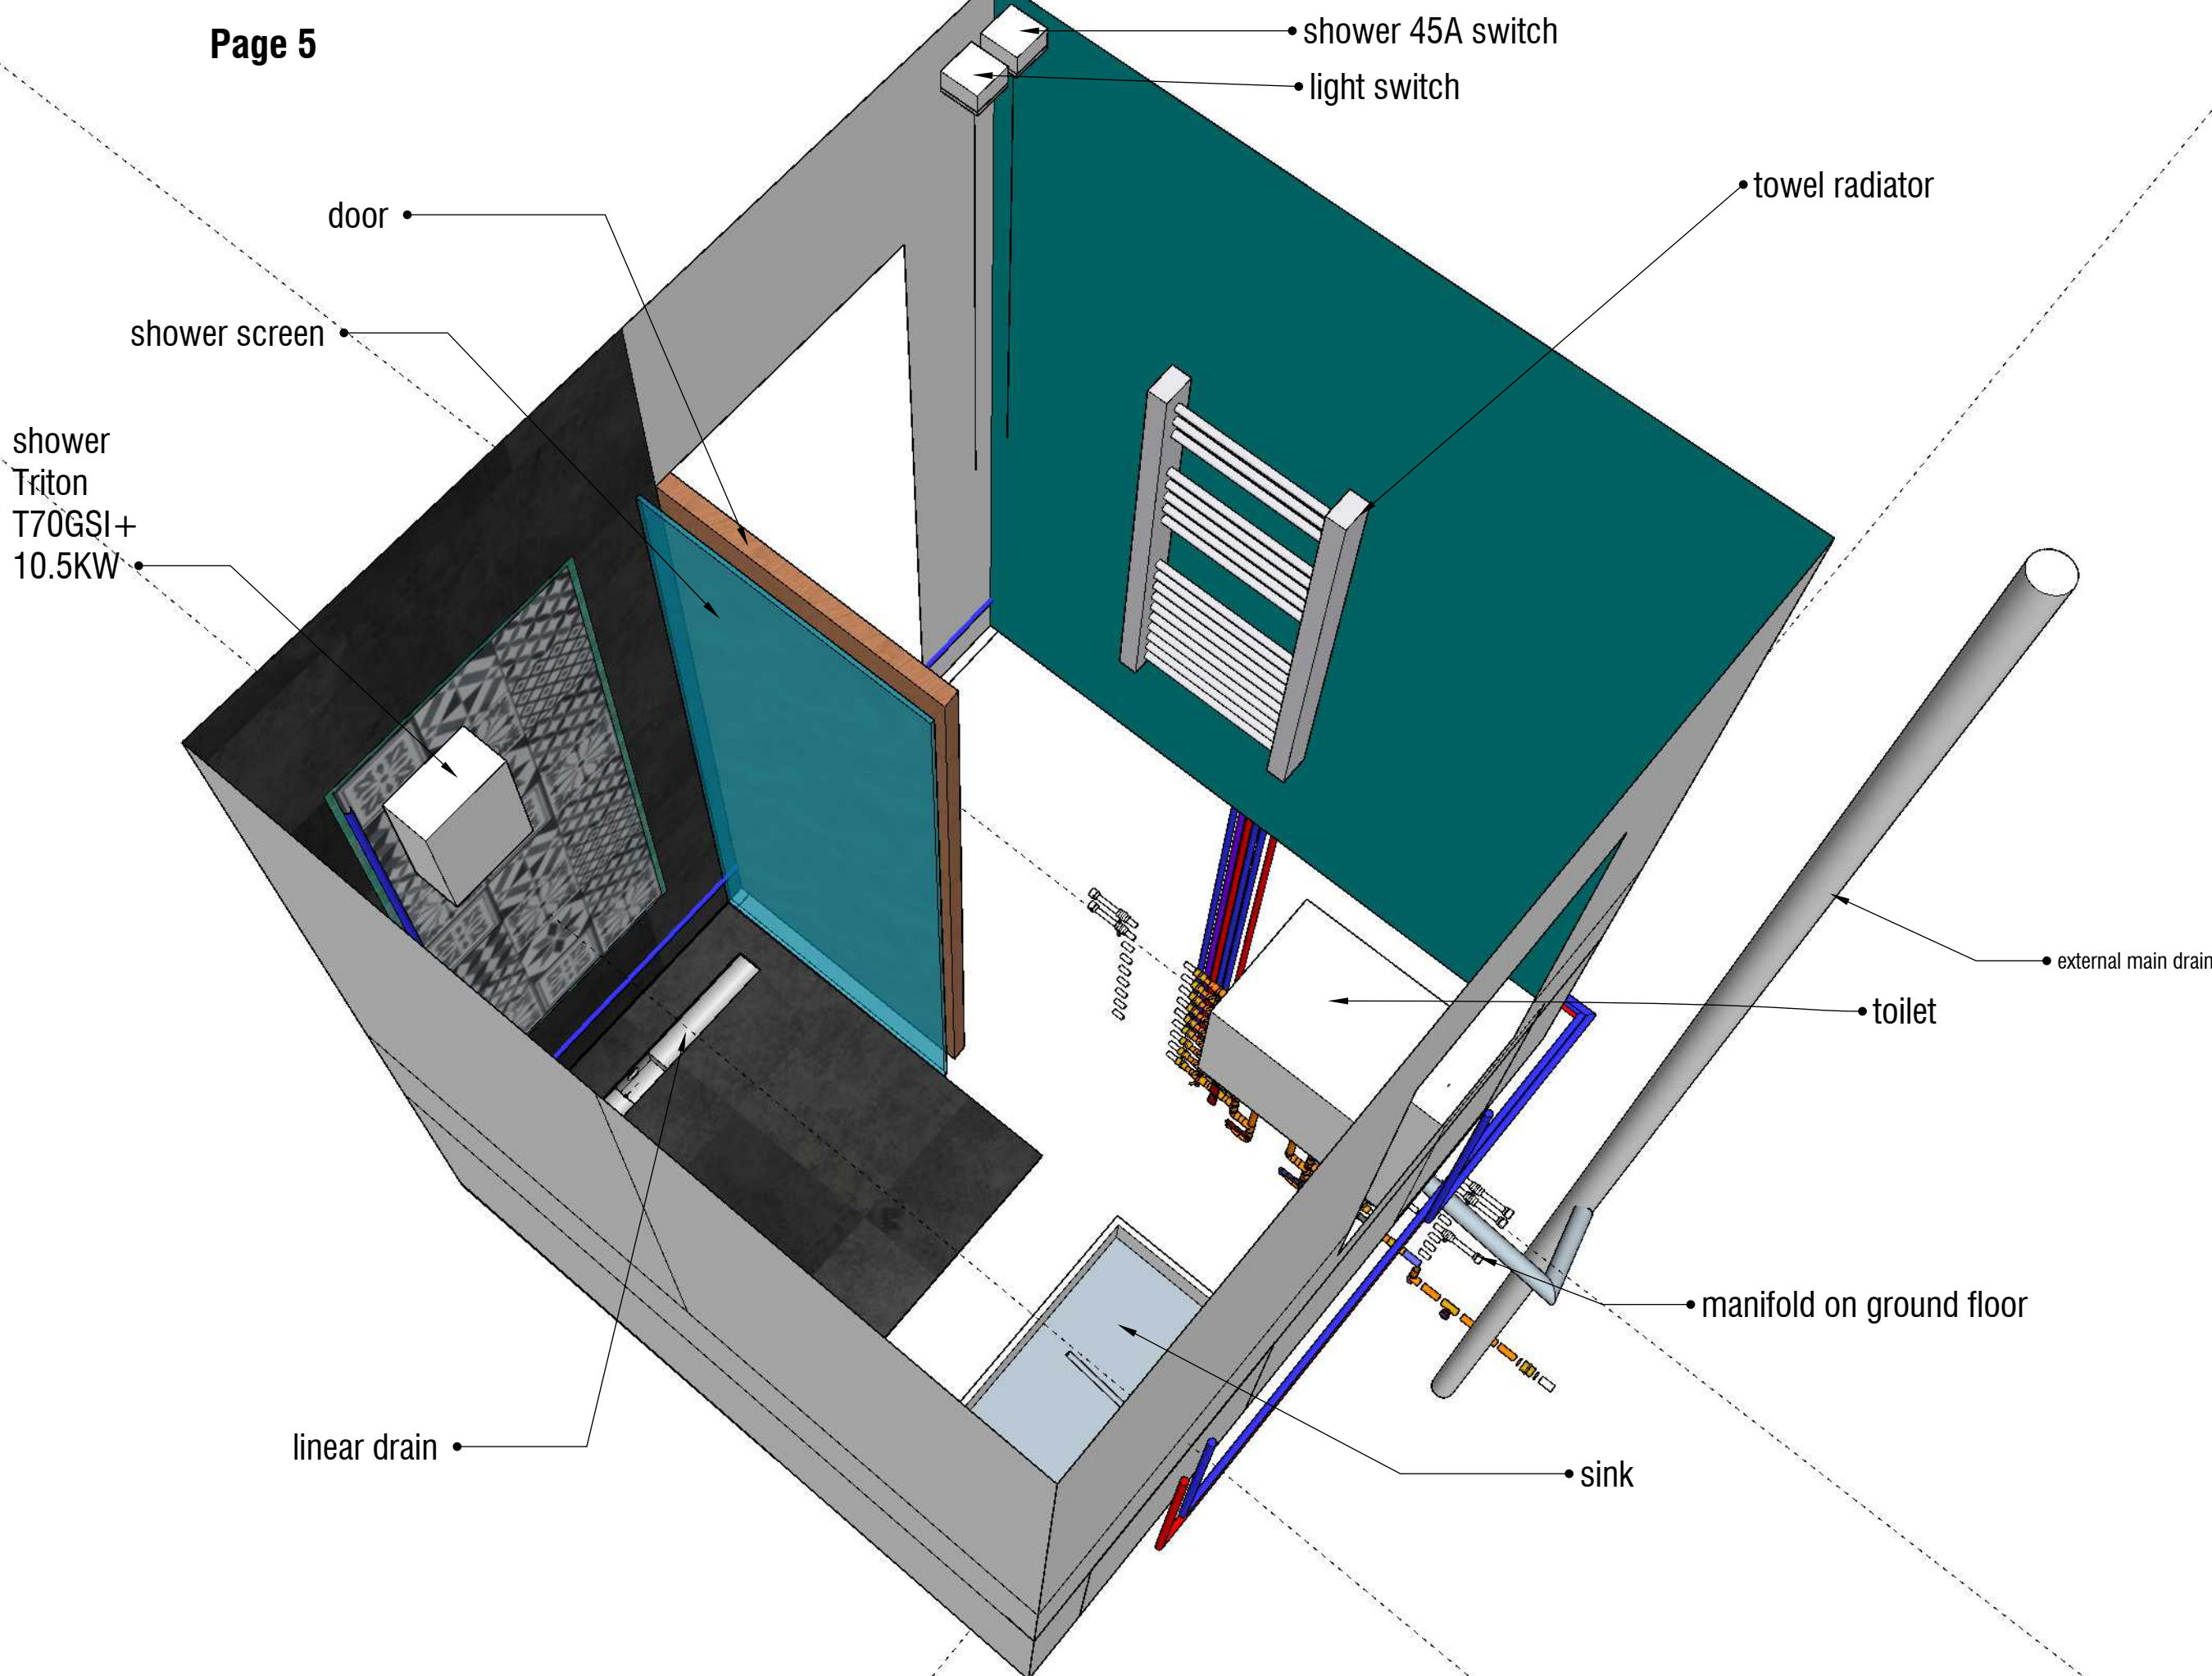 Page 5
shower 45A switch
light switch
towel radiator
door
shower screen
shower
Triton
T70GSI+
10.5KW
external main drain
toilet
manifold on ground floor
linear drain
sink